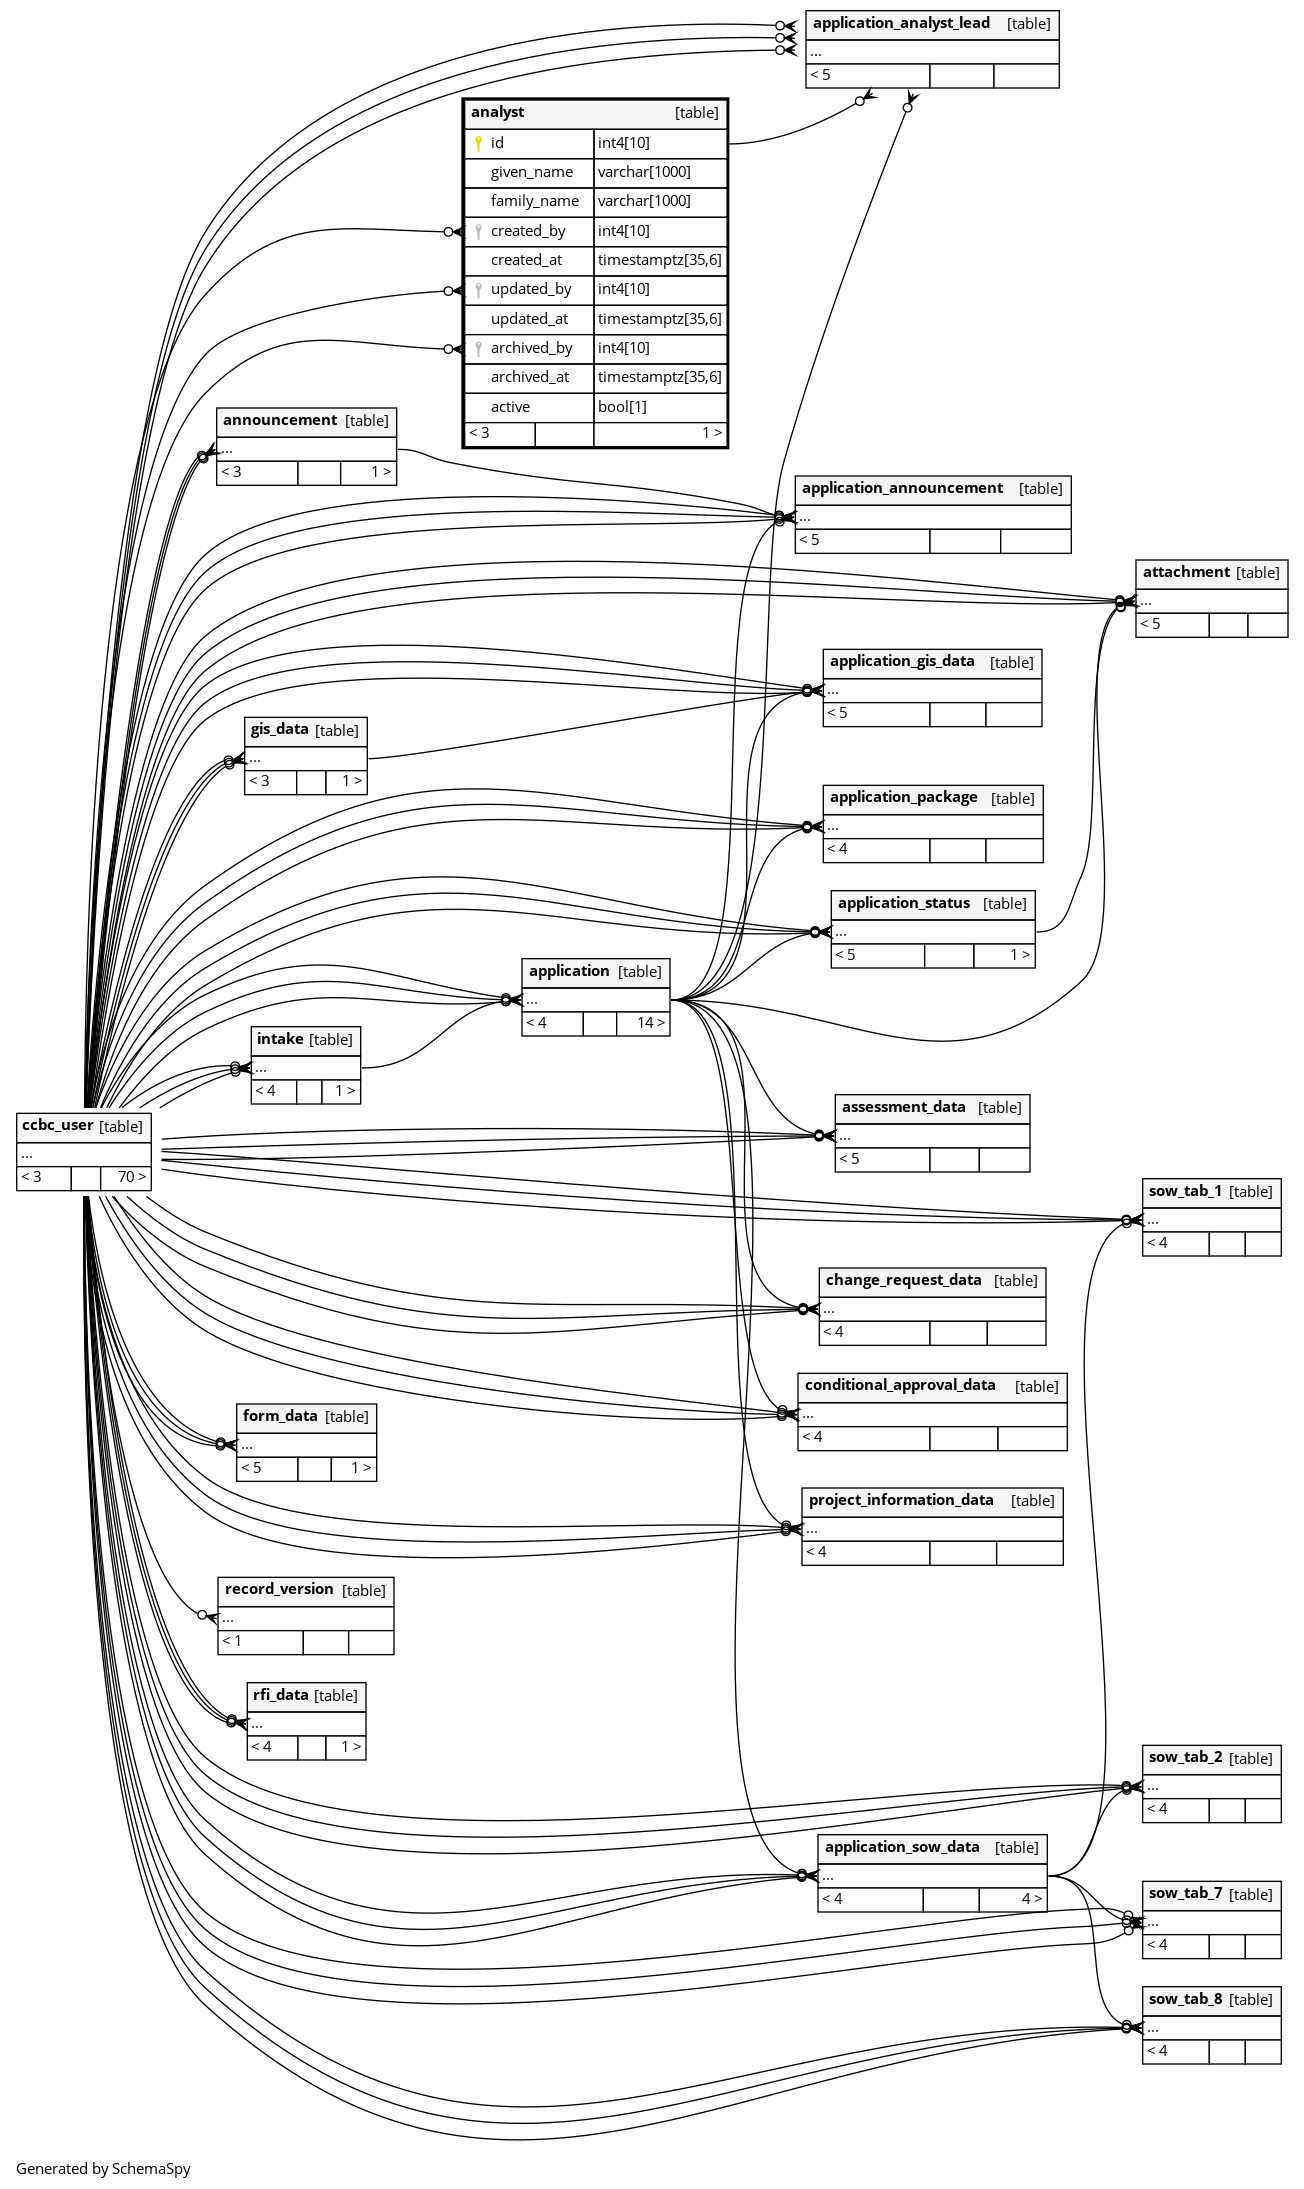 application_analyst_lead [table]
...
< 5
analyst [table]
id int4[10]
given_name varchar[1000]
family_name varchar[1000]
created_by int4[10]
created_at timestamptz[35,6]
updated_by int4[10]
updated_at timestamptz[35,6]
archived_by int4[10]
archived_at timestamptz[35,6]
active bool[1]
< 3 1 >
announcement [table]
...
< 3 1 >
application_announcement [table]
...
< 5
attachment [table]
...
< 5
application_gis_data [table]
...
< 5
gis_data [table]
...
< 3 1 >
application_package [table]
...
< 4
application_status [table]
...
< 5 1 >
application [table]
...
< 4 14 >
intake [table]
...
< 4 1 >
ccbc_user [table]
...
< 3 70 >
assessment_data [table]
...
< 5
sow_tab_1 [table]
...
< 4
change_request_data [table]
...
< 4
conditional_approval_data [table]
...
< 4
form_data [table]
...
< 5 1 >
project_information_data [table]
...
< 4
record_version [table]
...
< 1
rfi_data [table]
...
< 4 1 >
sow_tab_2 [table]
...
< 4
application_sow_data [table]
...
< 4 4 >
sow_tab_7 [table]
...
< 4
sow_tab_8 [table]
...
< 4
Generated by SchemaSpy